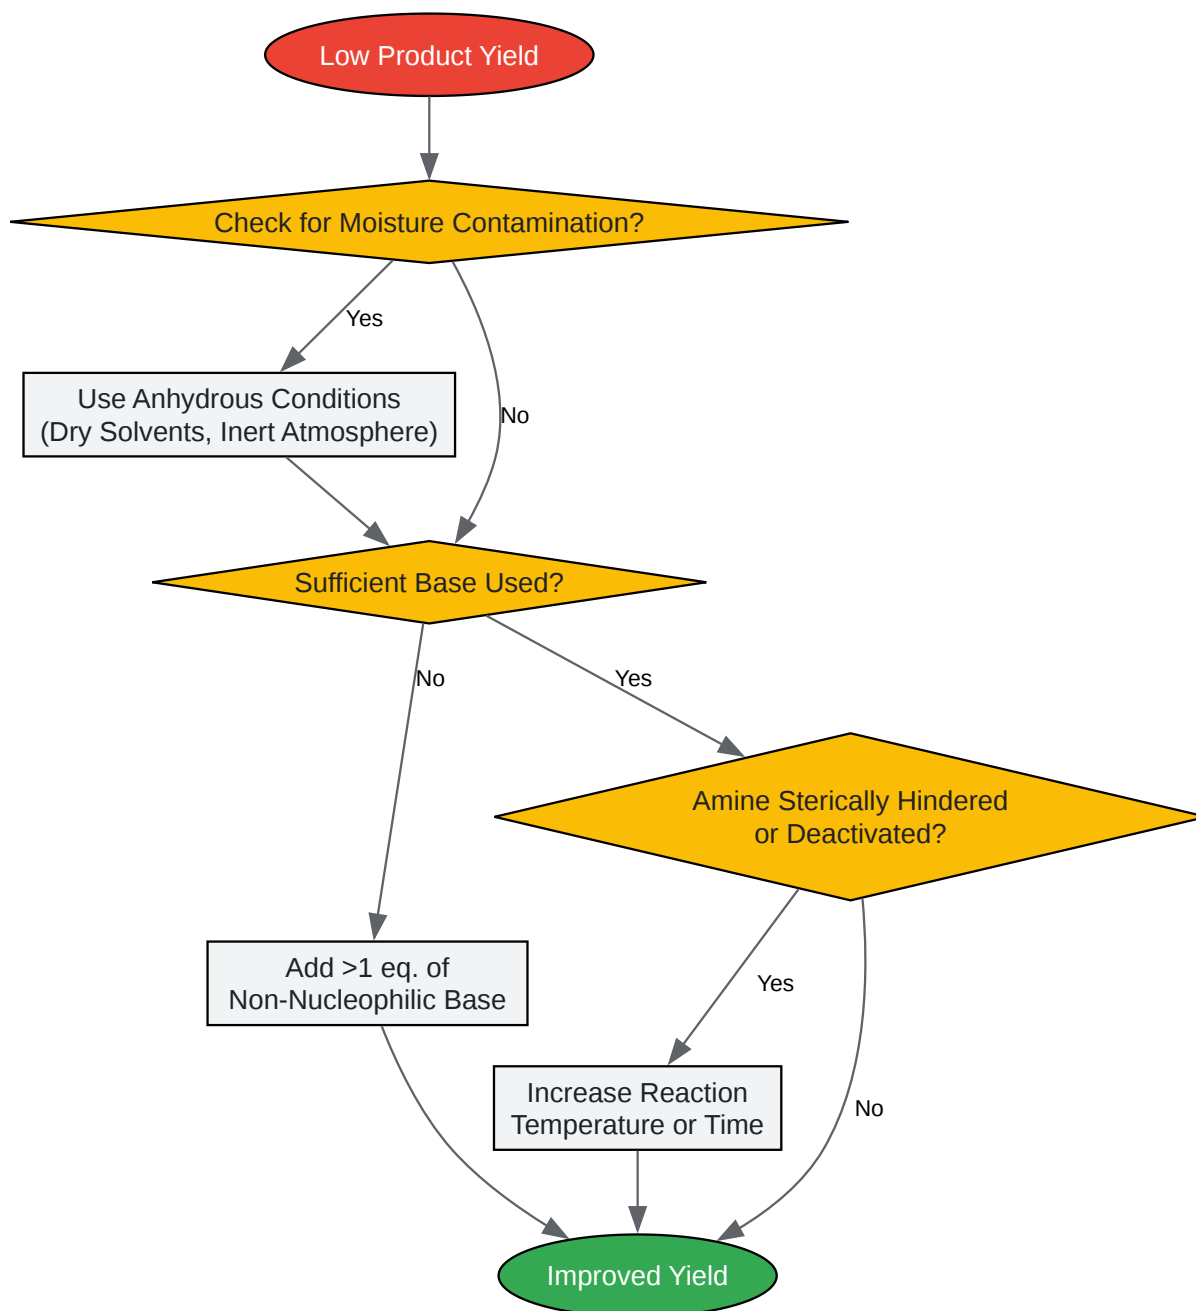 Low Product Yield
Check for Moisture Contamination?
Yes
Use Anhydrous Conditions
(Dry Solvents, Inert Atmosphere)
No
Sufficient Base Used?
No
Yes
Amine Sterically Hindered
or Deactivated?
Add >1 eq. of
Non-Nucleophilic Base
Yes
Increase Reaction
Temperature or Time
No
Improved Yield